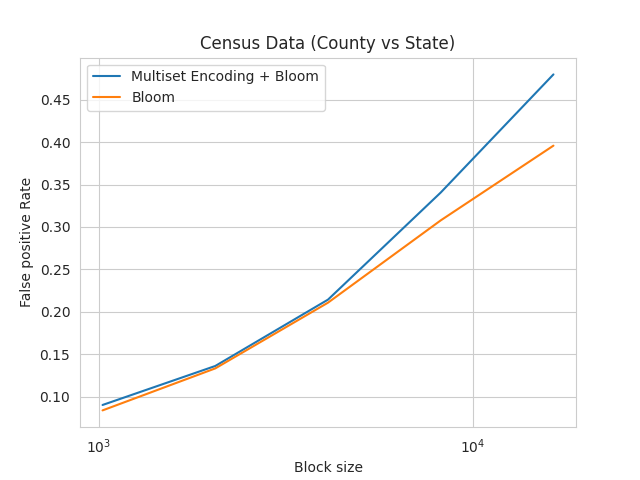 Census Data (County vs State)
Multiset Encoding + Bloom
Bloom
False positive Rate
0.45
0.40
0.35
0.30
0.25
0.20
0.15
0.10
10³
10⁴
Block size